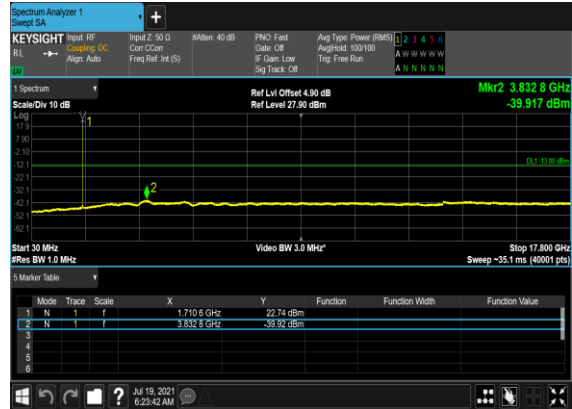 Spectrum Analyzer 1
Swept SA
+
KEYSIGHT Input: RF Input Z: 50 Ω #Atten: 40 dB PNO: Fast Avg Type: Power (RMS) 1 2 3 4 5 6
RL Coupling: DC Corr CCorr Gate: Off Avg|Hold: 100/100 A W W W W W
Align: Auto Freq Ref: Int (S) IF Gain: Low Trig: Free Run
Sig Track: Off A N N N N N
1 Spectrum Ref Lvl Offset 4.90 dB Mkr2 3.832 8 GHz
Scale/Div 10 dB Ref Level 27.90 dBm -39.917 dBm
Log
17.9
7.90
-2.10
-12.1
-22.1
-32.1
-42.1
-52.1
-62.1
1
2
DL1 -13.00 dBm
Start 30 MHz Video BW 3.0 MHz* Stop 17.800 GHz
#Res BW 1.0 MHz Sweep ~35.1 ms (40001 pts)
5 Marker Table
Mode Trace Scale X Y Function Function Width Function Value
1 N 1 f 1.710 6 GHz 22.74 dBm
2 N 1 f 3.832 8 GHz -39.92 dBm
3
4
5
6
? Jul 19, 2021
6:23:42 AM